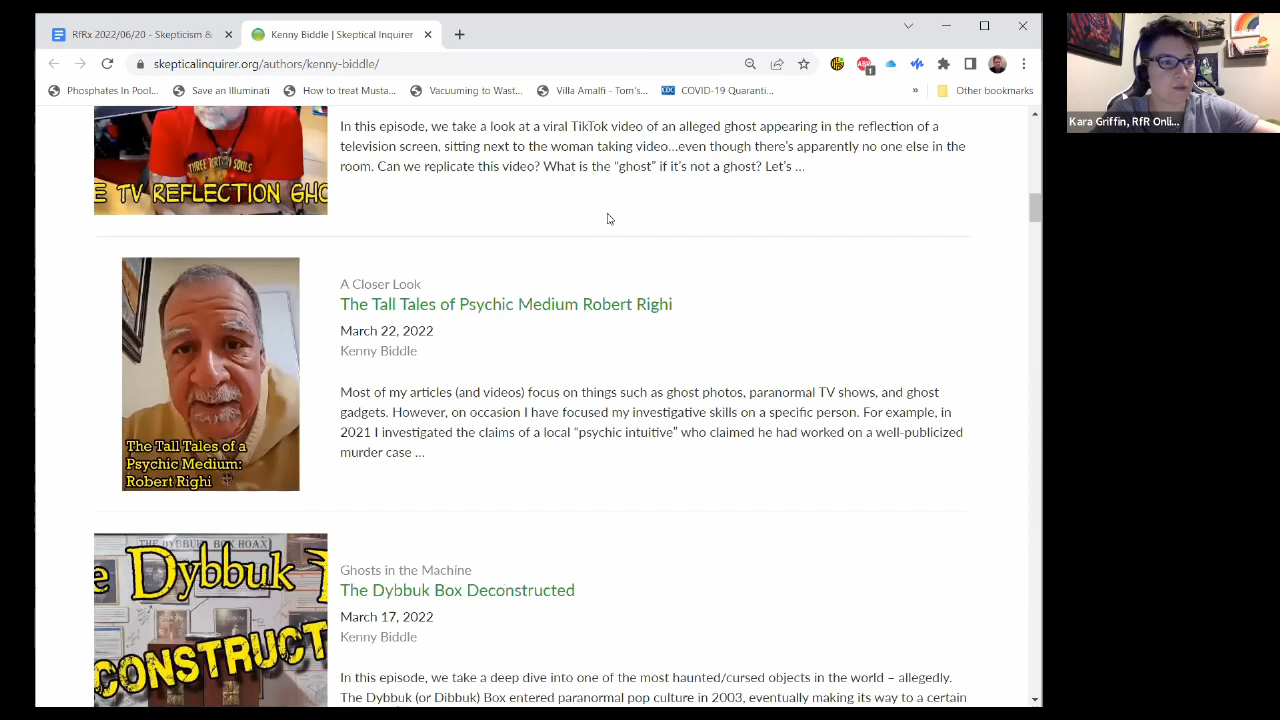 RfRx 2022/06/20 - Skepticism &
Kenny Biddle | Skeptical Inquirer
skepticalinquirer.org/authors/kenny-biddle/
Phosphates In Pool...
Save an Illuminati
How to treat Musta...
Vacuuming to Wast...
Villa Amalfi - Tom's...
CDC
COVID-19 Quaranti...
»
Other bookmarks
Kara Griffin, RfR Onli...
THREE TORTURED SOULS
E TV REFLECTION GHO
In this episode, we take a look at a viral TikTok video of an alleged ghost appearing in the reflection of a
television screen, sitting next to the woman taking video...even though there's apparently no one else in the
room. Can we replicate this video? What is the “ghost” if it's not a ghost? Let's ...
A Closer Look
The Tall Tales of Psychic Medium Robert Righi
March 22, 2022
Kenny Biddle
Most of my articles (and videos) focus on things such as ghost photos, paranormal TV shows, and ghost
gadgets. However, on occasion I have focused my investigative skills on a specific person. For example, in
2021 I investigated the claims of a local “psychic intuitive” who claimed he had worked on a well-publicized
murder case ...
The Tall Tales of a
Psychic Medium:
Robert Righi
THE DYBBUK BOX HOAX
e Dybbuk
CONSTRUCT
Ghosts in the Machine
The Dybbuk Box Deconstructed
March 17, 2022
Kenny Biddle
In this episode, we take a deep dive into one of the most haunted/cursed objects in the world – allegedly.
The Dybbuk (or Dibbuk) Box entered paranormal pop culture in 2003, eventually making its way to a certain